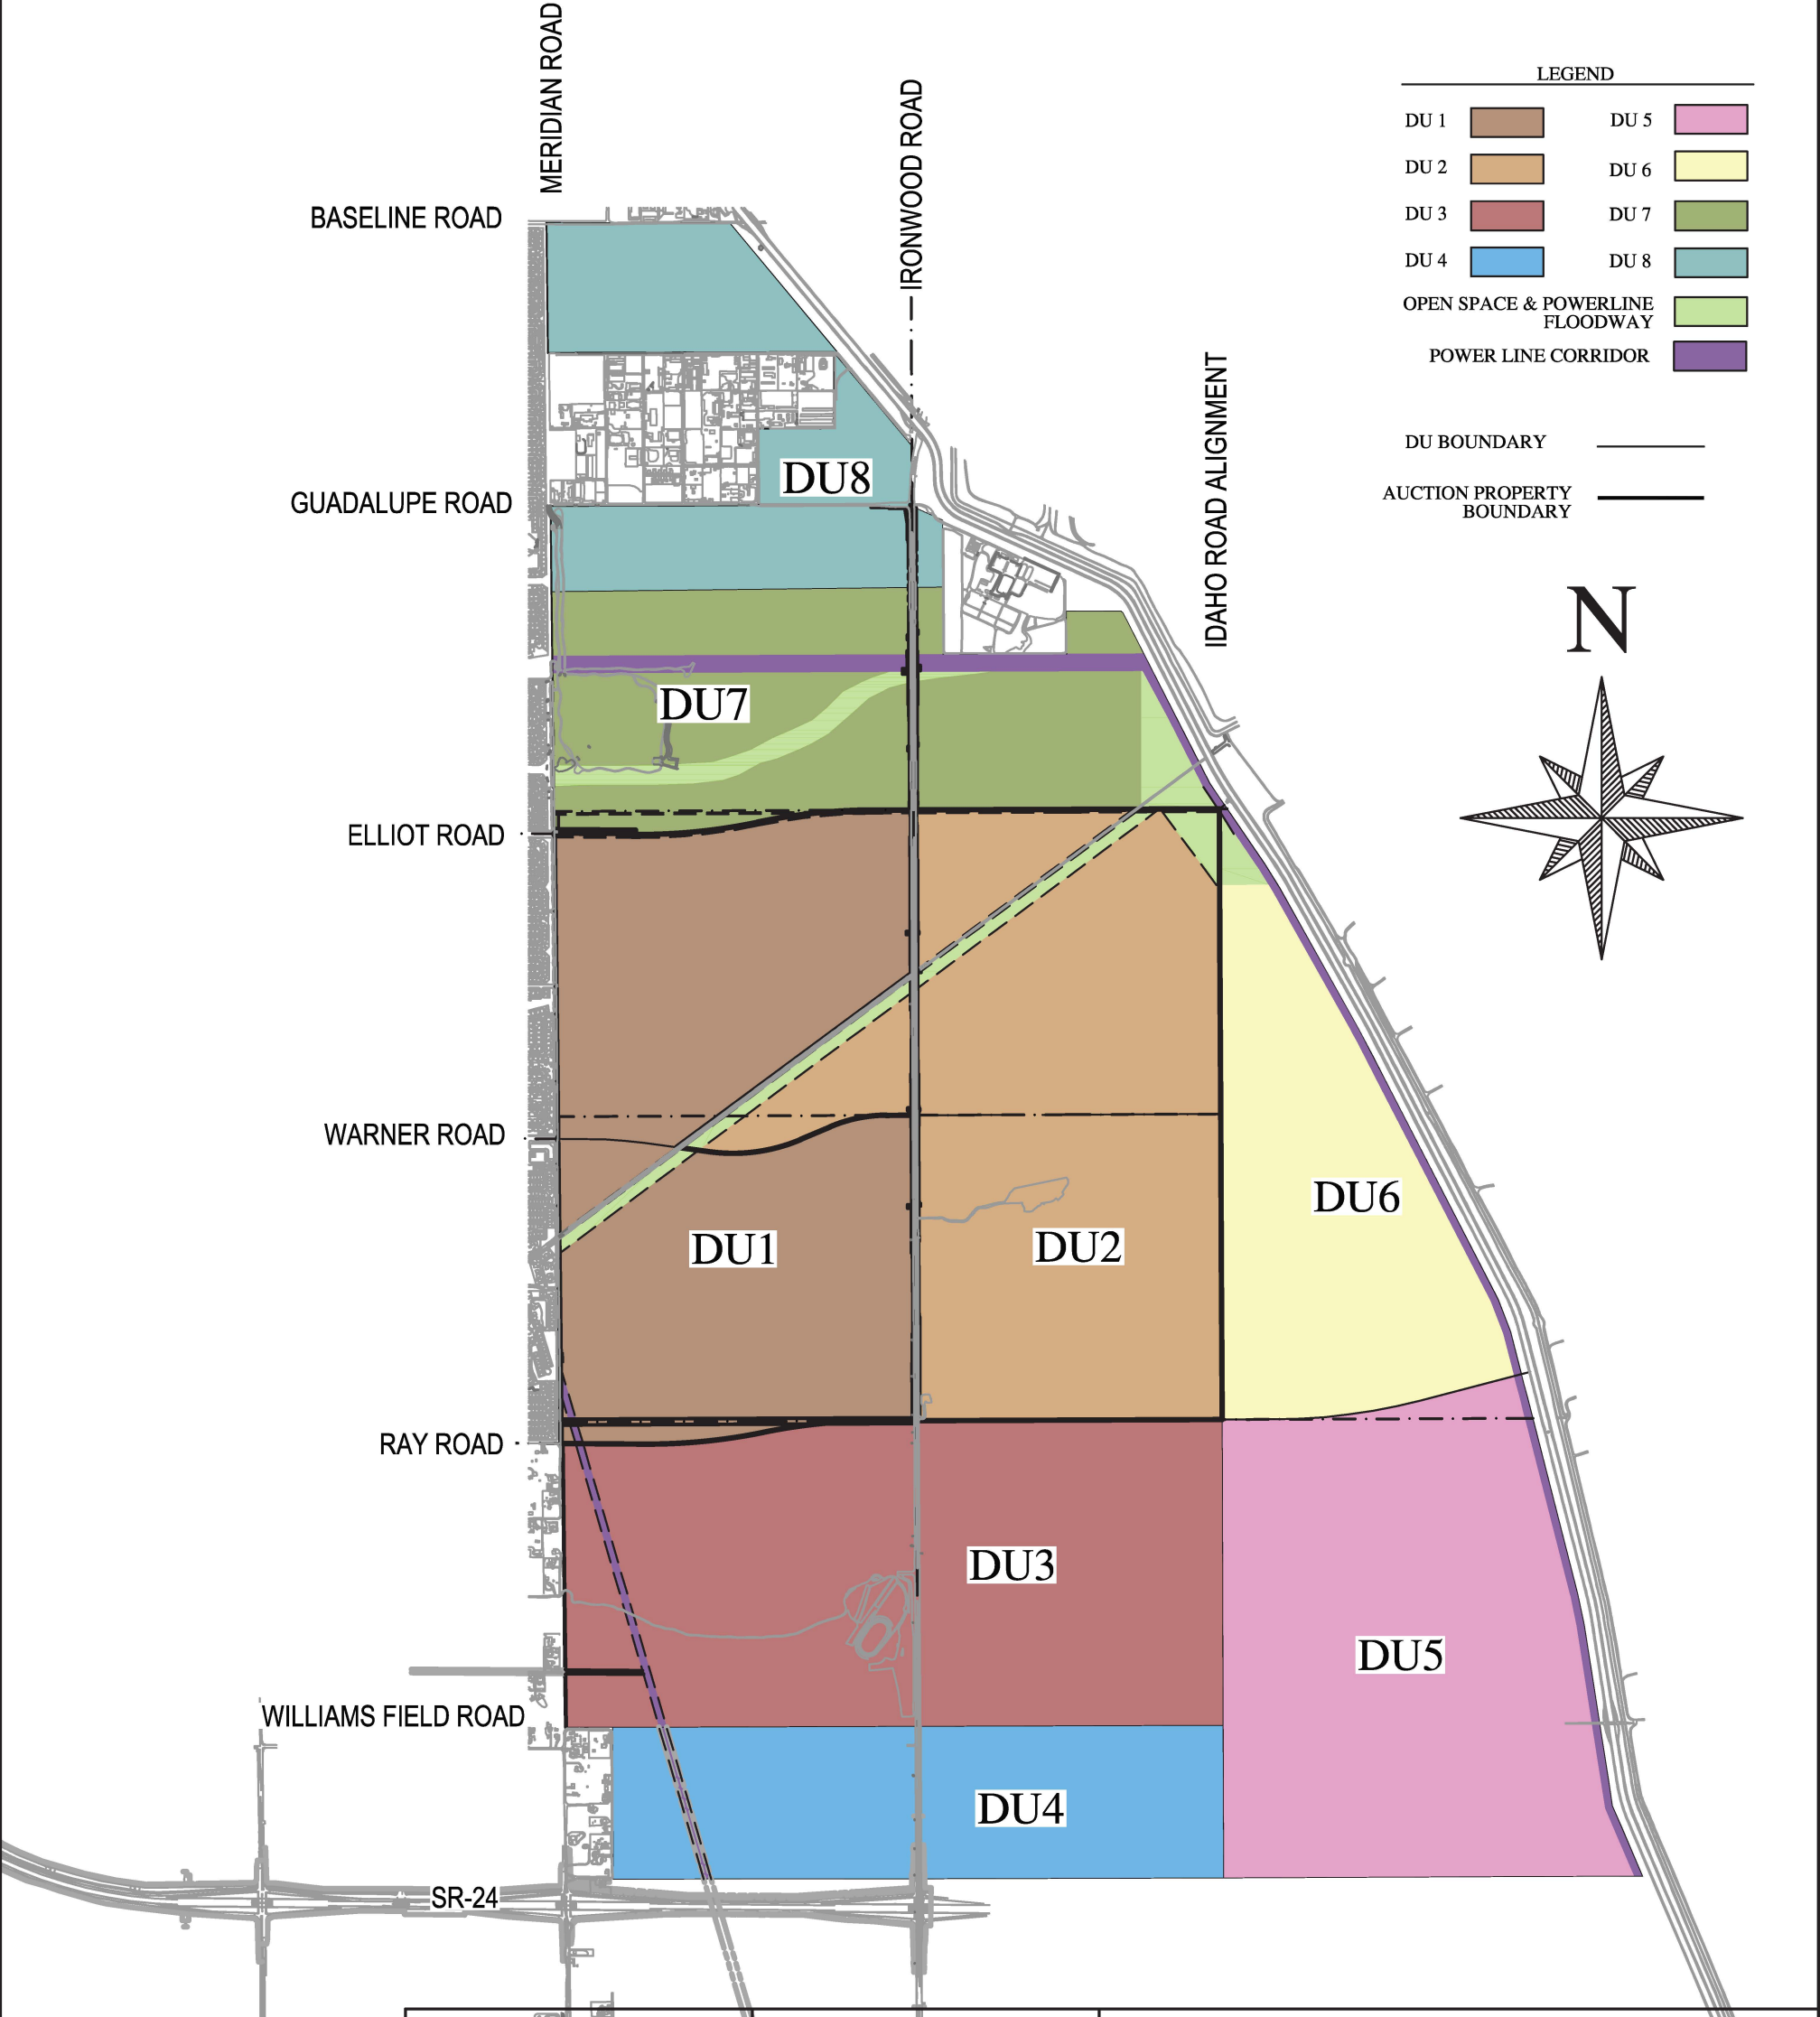 MERIDIAN ROAD
IRONWOOD ROAD
IDAHO ROAD ALIGNMENT
LEGEND
DU 1
DU 5
DU 2
DU 6
DU 3
DU 7
DU 4
DU 8
OPEN SPACE & POWERLINE
FLOODWAY
POWER LINE CORRIDOR
DU BOUNDARY
AUCTION PROPERTY
BOUNDARY
N
BASELINE ROAD
GUADALUPE ROAD
ELLIOT ROAD
WARNER ROAD
RAY ROAD
WILLIAMS FIELD ROAD
SR-24
DU8
DU7
DU6
DU1
DU2
DU3
DU5
DU4